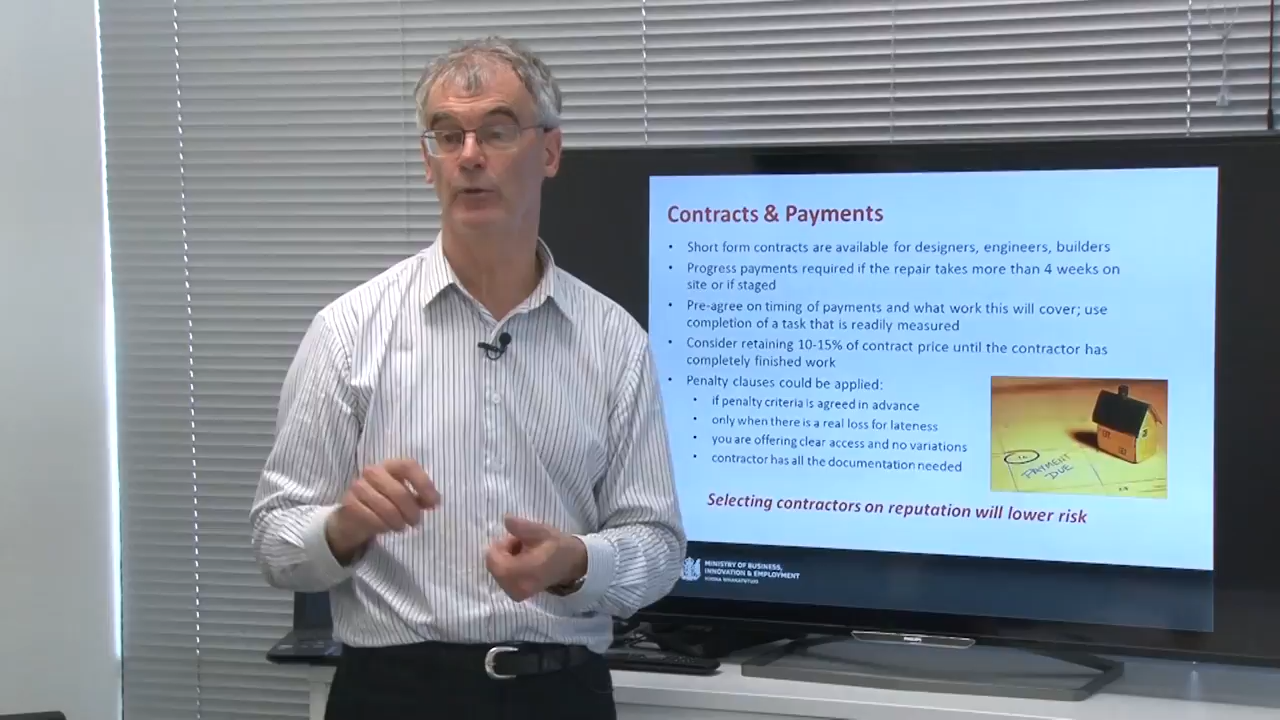 Contracts & Payments
• Short form contracts are available for designers, engineers, builders
• Progress payments required if the repair takes more than 4 weeks on
site or if staged
• Pre-agree on timing of payments and what work this will cover; use
completion of a task that is readily measured
• Consider retaining 10-15% of contract price until the contractor has
completely finished work
• Penalty clauses could be applied:
• if penalty criteria is agreed in advance
• only when there is a real loss for lateness
• you are offering clear access and no variations
• contractor has all the documentation needed
PAYMENT
DUE
Selecting contractors on reputation will lower risk
MINISTRY OF BUSINESS,
INNOVATION & EMPLOYMENT
HĪKINA WHAKATUTUKI
PHILIPS